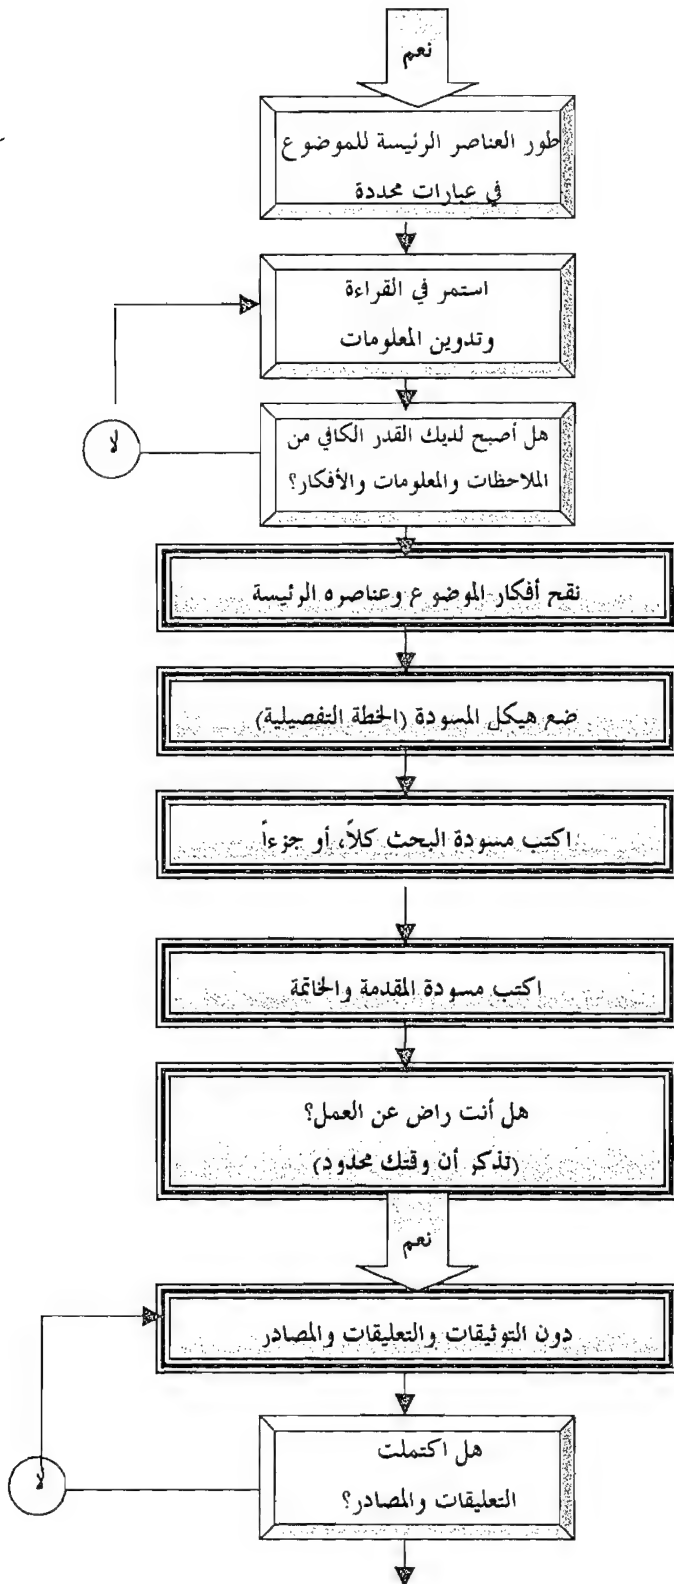 نعم
طور العناصر الرئيسة للموضوع
في عبارات محددة
استمر في القراءة
وتدوين المعلومات
هل أصبح لديك القدر الكافي من
الملاحظات والمعلومات والأفكار؟
لا
نقح أفكار الموضوع وعناصره الرئيسة
ضع هيكل المسودة (الخطة التفصيلية)
اكتب مسودة البحث كلاً، أو جزءاً
اكتب مسودة المقدمة والخاتمة
هل أنت راض عن العمل؟
(تذكر أن وقتك محدود)
نعم
دون التوثيقات والتعليقات والمصادر
هل اكتملت
التعليقات والمصادر؟
لا